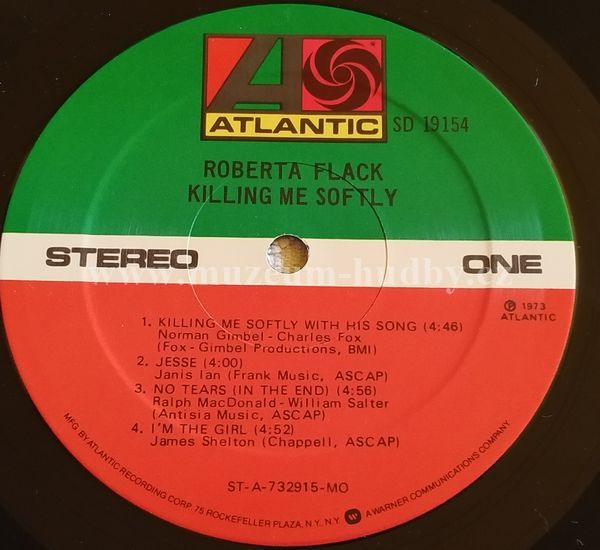 ATLANTIC
SD 19154
ROBERTA FLACK
KILLING ME SOFTLY
STEREO ONE
www.muzeum-hudby.cz
℗ 1973
ATLANTIC
1. KILLING ME SOFTLY WITH HIS SONG (4:46)
Norman Gimbel - Charles Fox
(Fox - Gimbel Productions, BMI)
2. JESSE (4:00)
Janis Ian (Frank Music, ASCAP)
3. NO TEARS (IN THE END) (4:56)
Ralph MacDonald - William Salter
(Antisia Music, ASCAP)
4. I'M THE GIRL (4:52)
James Shelton (Chappell, ASCAP)
ST-A-732915-MO
MFG. BY ATLANTIC RECORDING CORP. 75 ROCKEFELLER PLAZA, N.Y. N.Y. A WARNER COMMUNICATIONS COMPANY